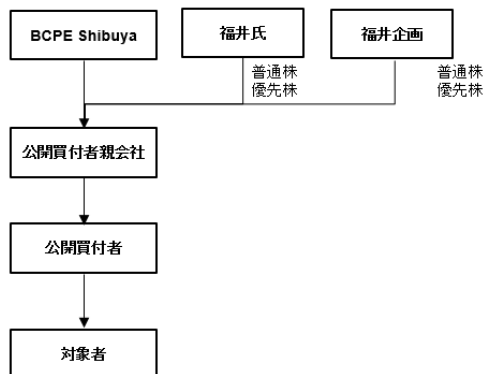 BCPE Shibuya
福井氏
福井企画
普通株
優先株
普通株
優先株
公開買付者親会社
公開買付者
対象者